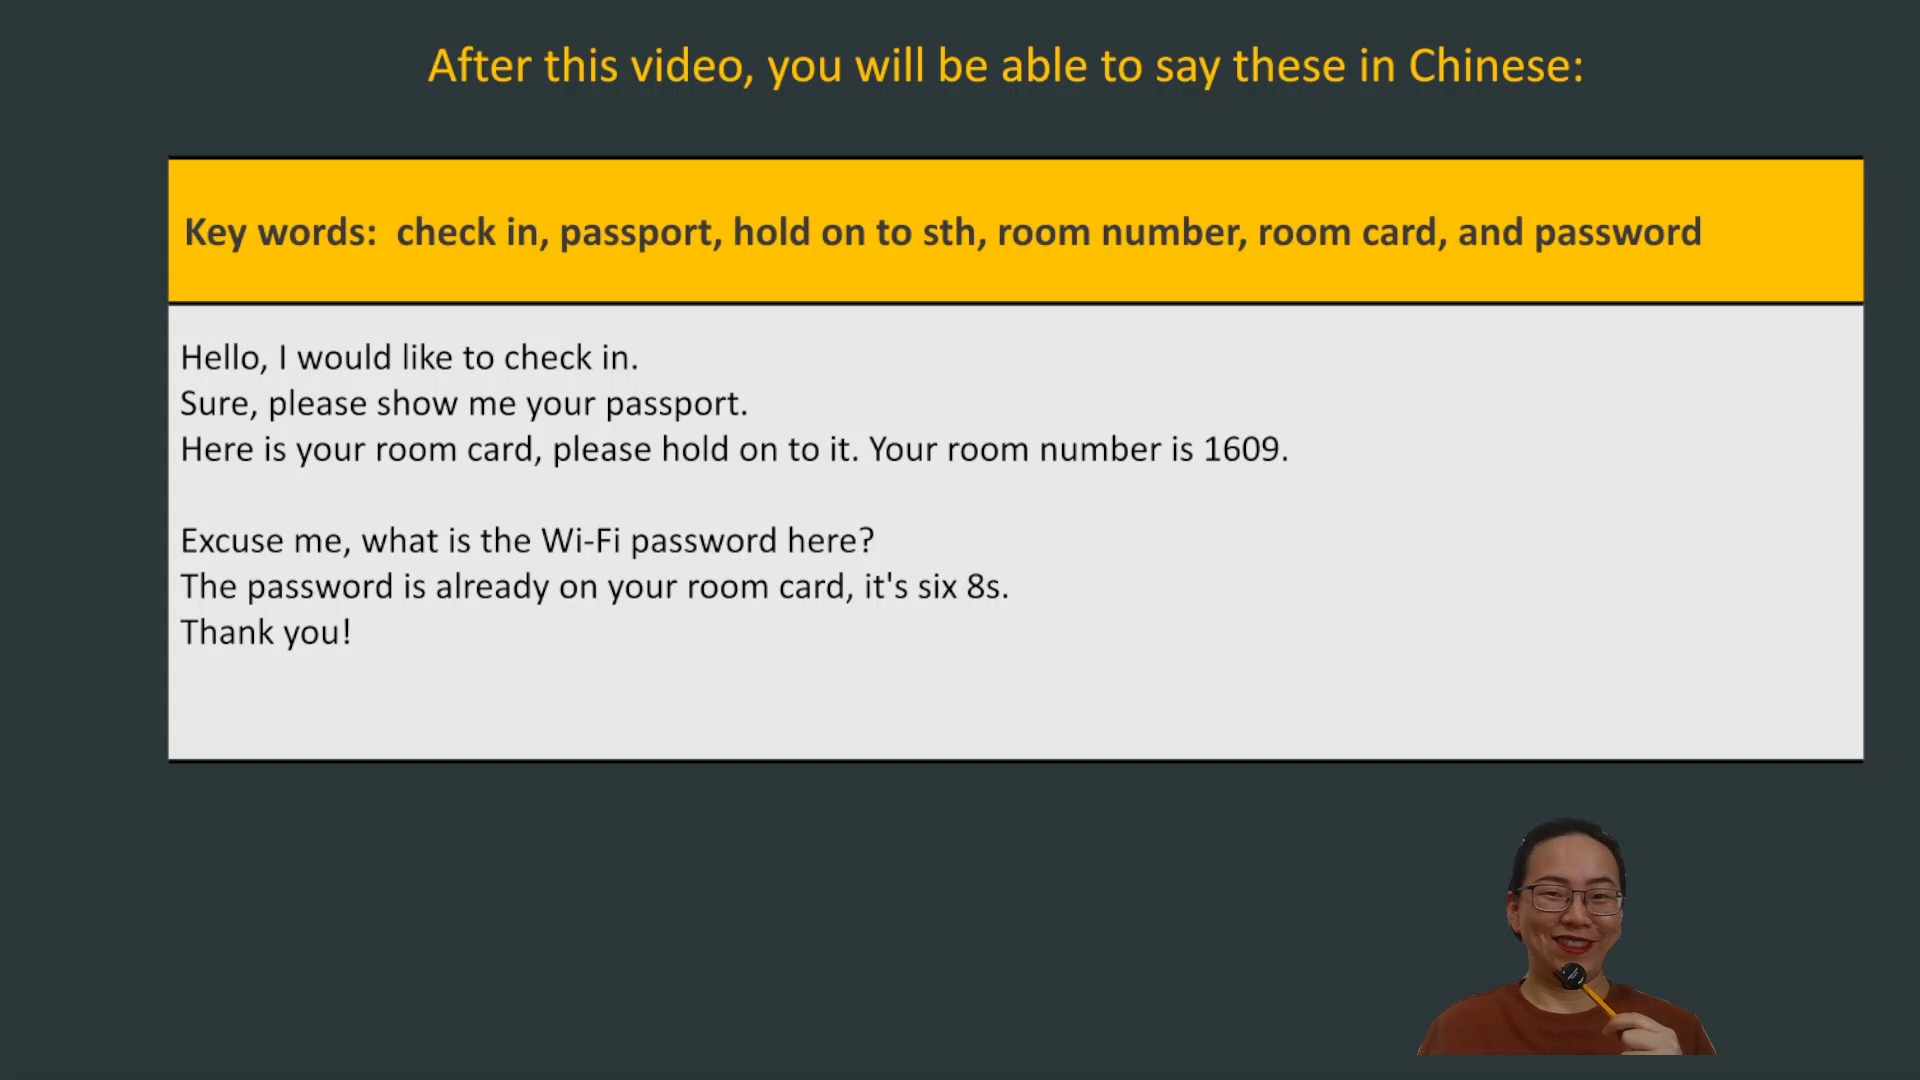 After this video, you will be able to say these in Chinese:
Key words:  check in, passport, hold on to sth, room number, room card, and password
Hello, I would like to check in.
Sure, please show me your passport.
Here is your room card, please hold on to it. Your room number is 1609.
Excuse me, what is the Wi-Fi password here?
The password is already on your room card, it's six 8s.
Thank you!